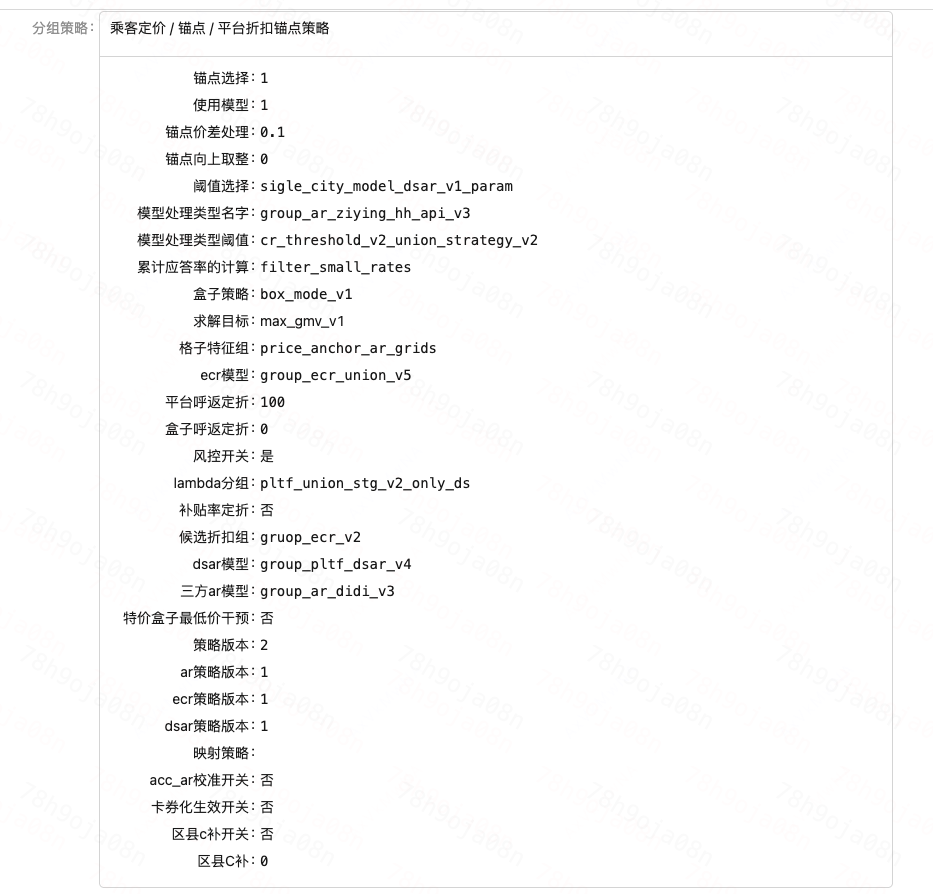 分组策略： 乘客定价 / 锚点 / 平台折扣锚点策略
锚点选择：1
使用模型：1
锚点价差处理：0.1
锚点向上取整：0
阈值选择：sigle_city_model_dsar_v1_param
模型处理类型名字：group_ar_ziying_hh_api_v3
模型处理类型阈值：cr_threshold_v2_union_strategy_v2
累计应答率的计算：filter_small_rates
盒子策略：box_mode_v1
求解目标：max_gmv_v1
格子特征组：price_anchor_ar_grids
ecr模型：group_ecr_union_v5
平台呼返定折：100
盒子呼返定折：0
风控开关：是
lambda分组：pltf_union_stg_v2_only_ds
补贴率定折：否
候选折扣组：gruop_ecr_v2
dsar模型：group_pltf_dsar_v4
三方ar模型：group_ar_didi_v3
特价盒子最低价干预：否
策略版本：2
ar策略版本：1
ecr策略版本：1
dsar策略版本：1
映射策略：
acc_ar校准开关：否
卡券化生效开关：否
区县c补开关：否
区县C补：0
78h9oja08n